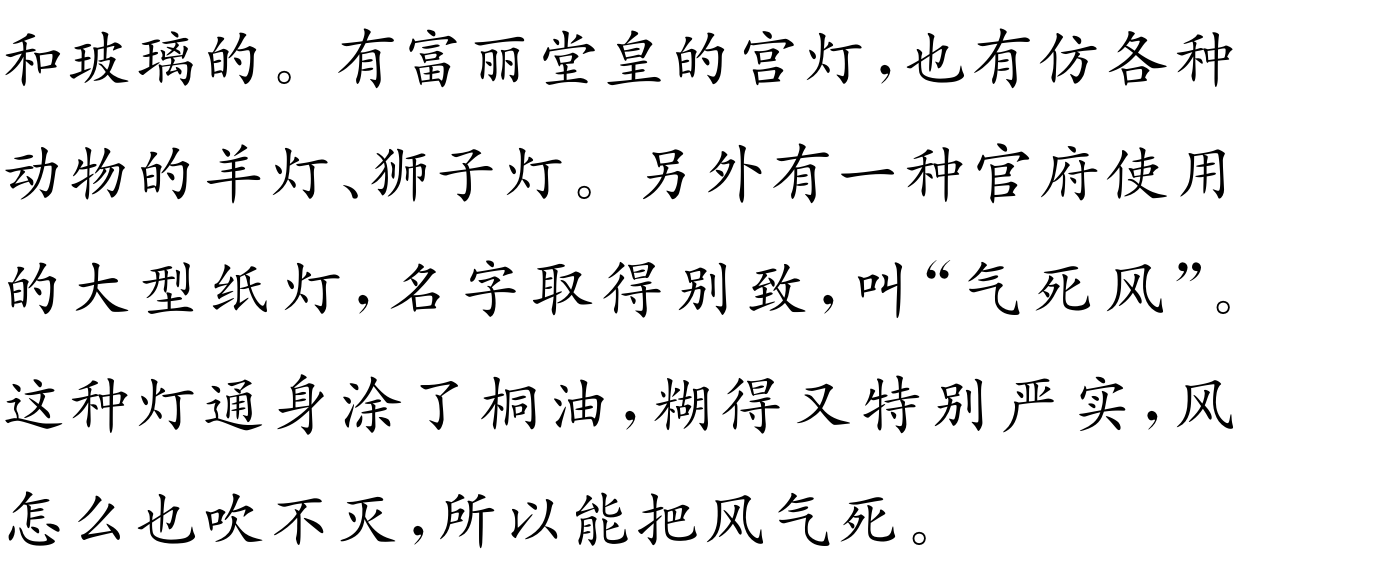 和玻璃的。有富丽堂皇的宫灯,也有仿各种
动物的羊灯、狮子灯。另外有一种官府使用
的大型纸灯,名字取得别致,叫“气死风”。
这种灯通身涂了桐油,糊得又特别严实,风
怎么也吹不灭,所以能把风气死。